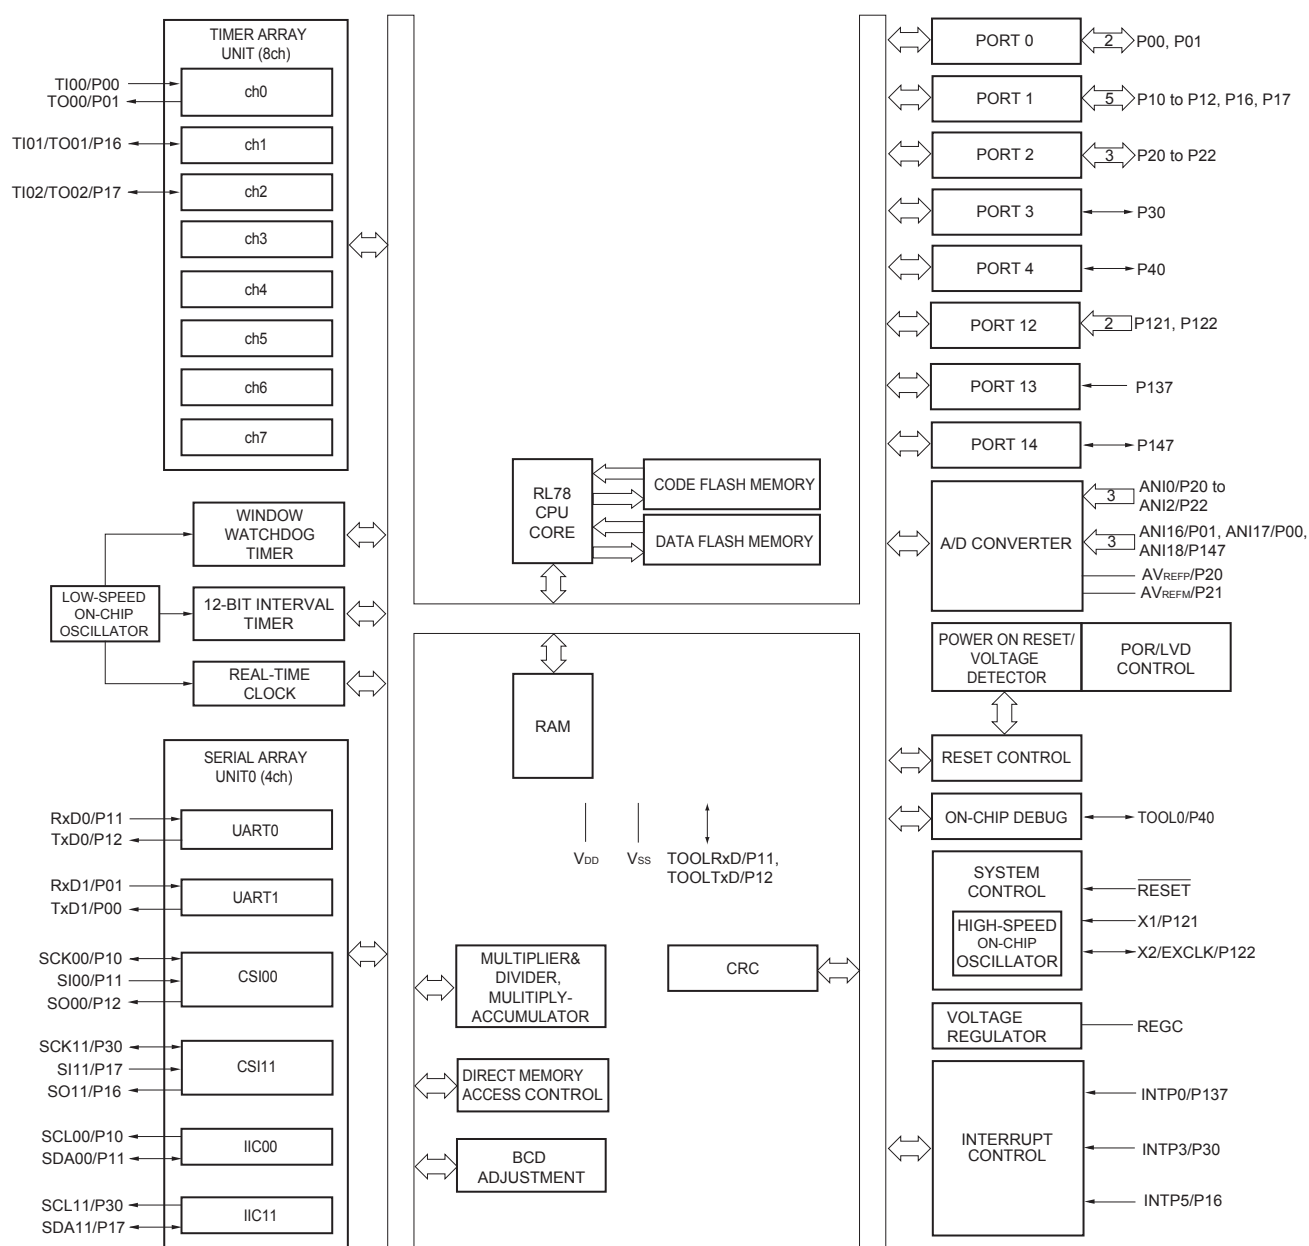 TIMER ARRAY
UNIT (8ch)
TI00/P00
TO00/P01
ch0
TI01/TO01/P16
ch1
TI02/TO02/P17
ch2
ch3
ch4
ch5
ch6
ch7
WINDOW
WATCHDOG
TIMER
LOW-SPEED
ON-CHIP
OSCILLATOR
12-BIT INTERVAL
TIMER
REAL-TIME
CLOCK
SERIAL ARRAY
UNIT0 (4ch)
RxD0/P11
TxD0/P12
UART0
RxD1/P01
TxD1/P00
UART1
SCK00/P10
SI00/P11
SO00/P12
CSI00
SCK11/P30
SI11/P17
SO11/P16
CSI11
SCL00/P10
SDA00/P11
IIC00
SCL11/P30
SDA11/P17
IIC11
RL78
CPU
CORE
CODE FLASH MEMORY
DATA FLASH MEMORY
RAM
VDD
VSS
TOOLRxD/P11,
TOOLTxD/P12
MULTIPLIER&
DIVIDER,
MULITIPLY-
ACCUMULATOR
CRC
DIRECT MEMORY
ACCESS CONTROL
BCD
ADJUSTMENT
PORT 0
2
P00, P01
PORT 1
5
P10 to P12, P16, P17
PORT 2
3
P20 to P22
PORT 3
P30
PORT 4
P40
PORT 12
2
P121, P122
PORT 13
P137
PORT 14
P147
A/D CONVERTER
3
ANI0/P20 to
ANI2/P22
3
ANI16/P01, ANI17/P00,
ANI18/P147
AVREFP/P20
AVREFM/P21
POWER ON RESET/
VOLTAGE
DETECTOR
POR/LVD
CONTROL
RESET CONTROL
ON-CHIP DEBUG
TOOL0/P40
SYSTEM
CONTROL
RESET
X1/P121
HIGH-SPEED
ON-CHIP
OSCILLATOR
X2/EXCLK/P122
VOLTAGE
REGULATOR
REGC
INTERRUPT
CONTROL
INTP0/P137
INTP3/P30
INTP5/P16